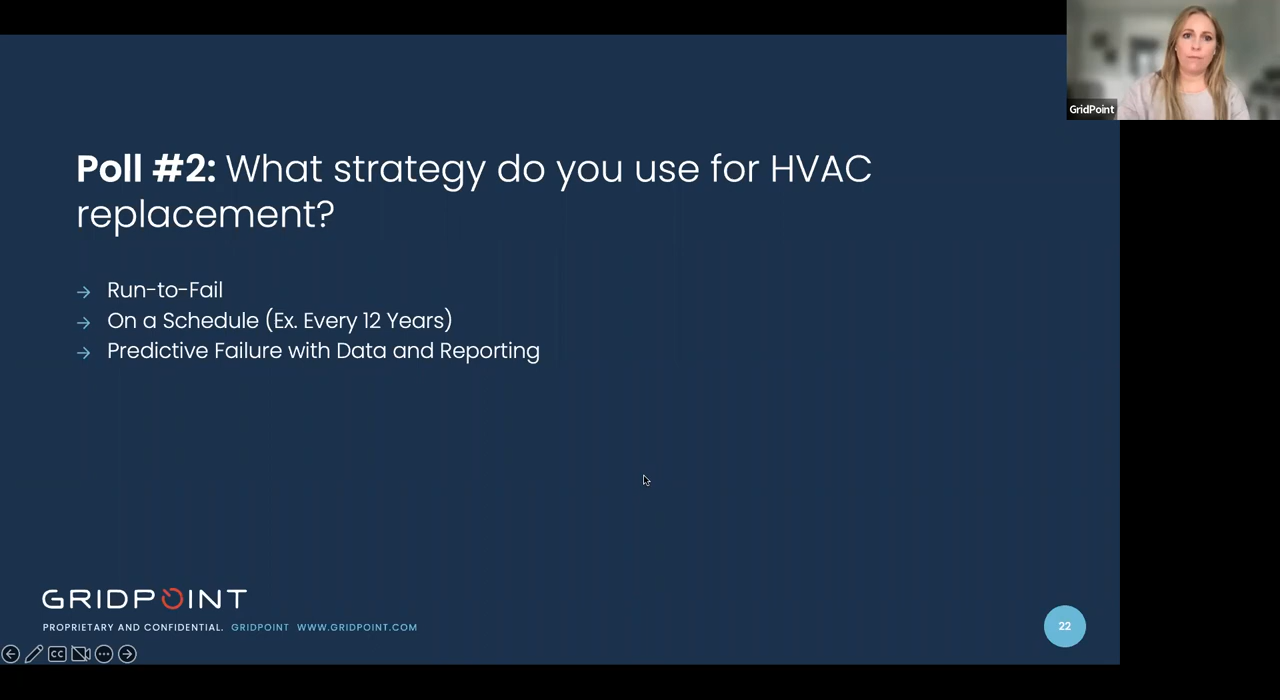 GridPoint
Poll #2: What strategy do you use for HVAC
replacement?
→ Run-to-Fail
→ On a Schedule (Ex. Every 12 Years)
→ Predictive Failure with Data and Reporting
GRIDPOINT
PROPRIETARY AND CONFIDENTIAL. GRIDPOINT WWW.GRIDPOINT.COM
22
CC